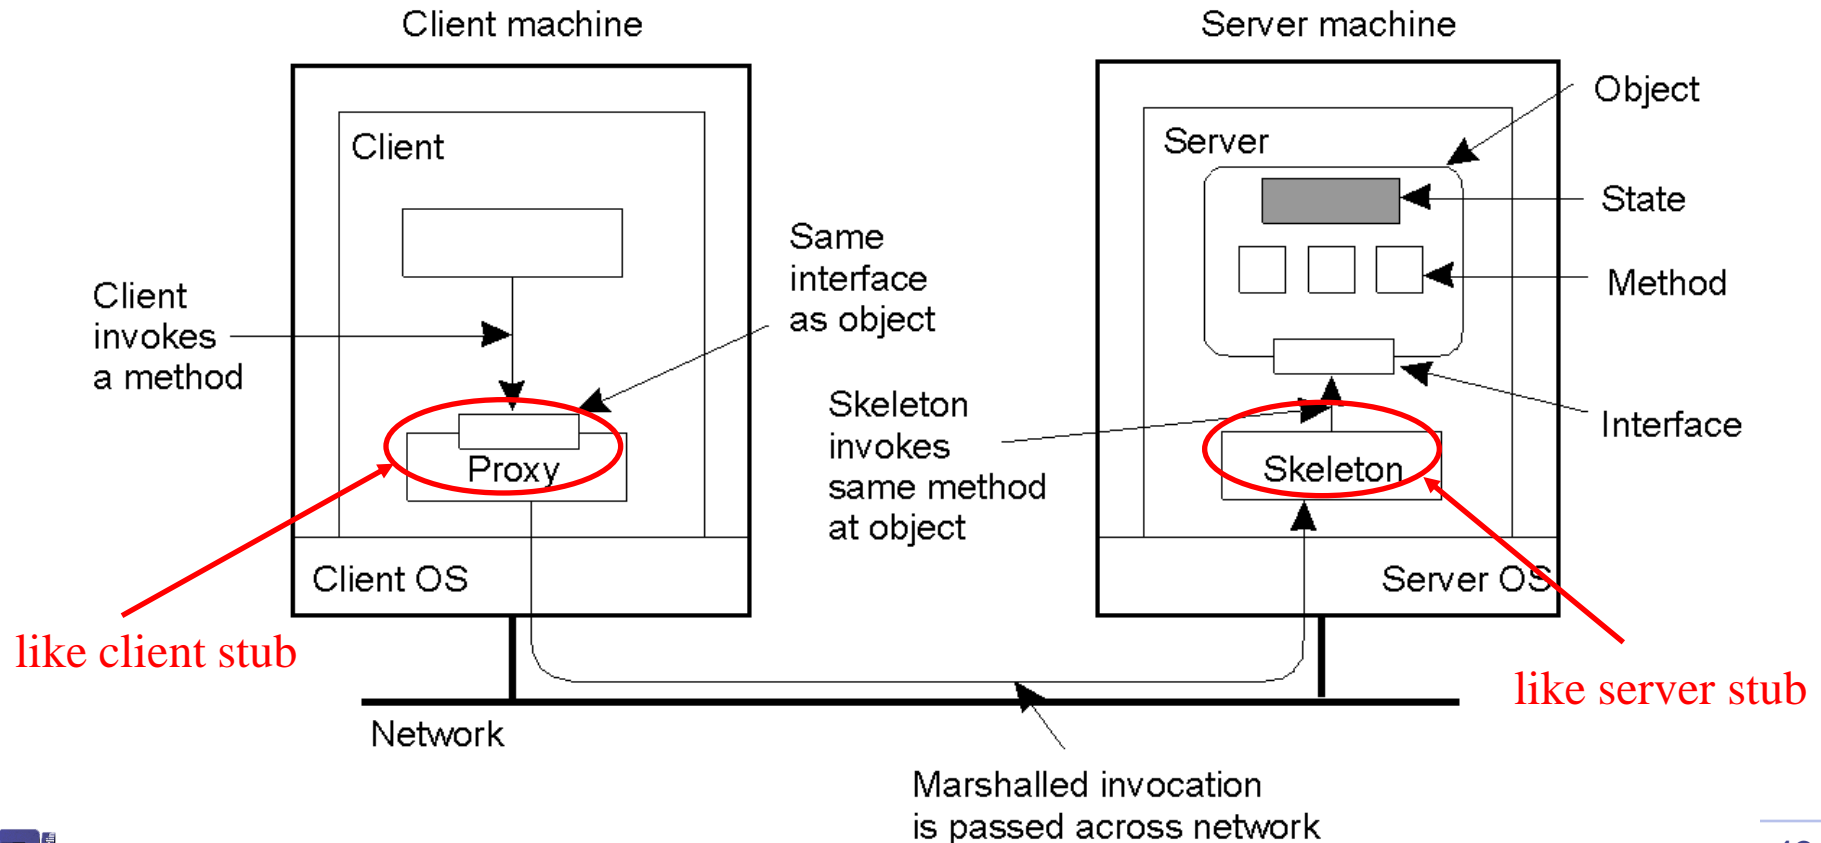 Client machine
Server machine
Object
Client
Server
State
Same
interface
as object
Client
invokes
a method
Method
Skeleton
invokes
same method
at object
Interface
Proxy
Skeleton
Client OS
Server OS
like client stub
like server stub
Network
Marshalled invocation
is passed across network